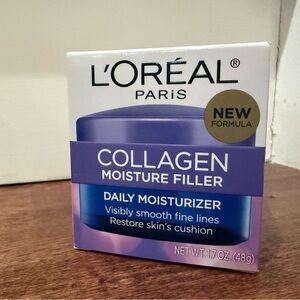 L'ORÉAL®
PARIS
NEW
FORMULA
COLLAGEN
MOISTURE FILLER
DAILY MOISTURIZER
Visibly smooth fine lines
Restore skin's cushion
NET WT 1.7 OZ (48g)